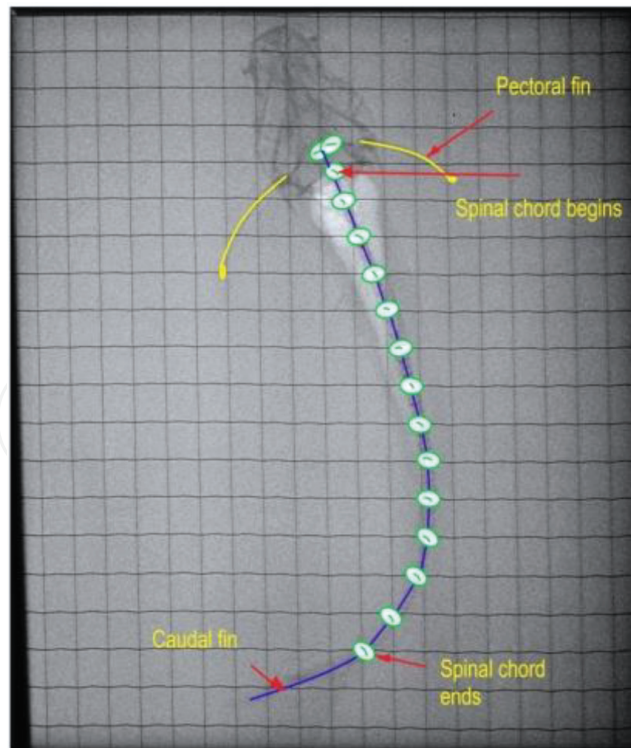 Pectoral fin
Spinal chord begins
Caudal fin
Spinal chord
ends